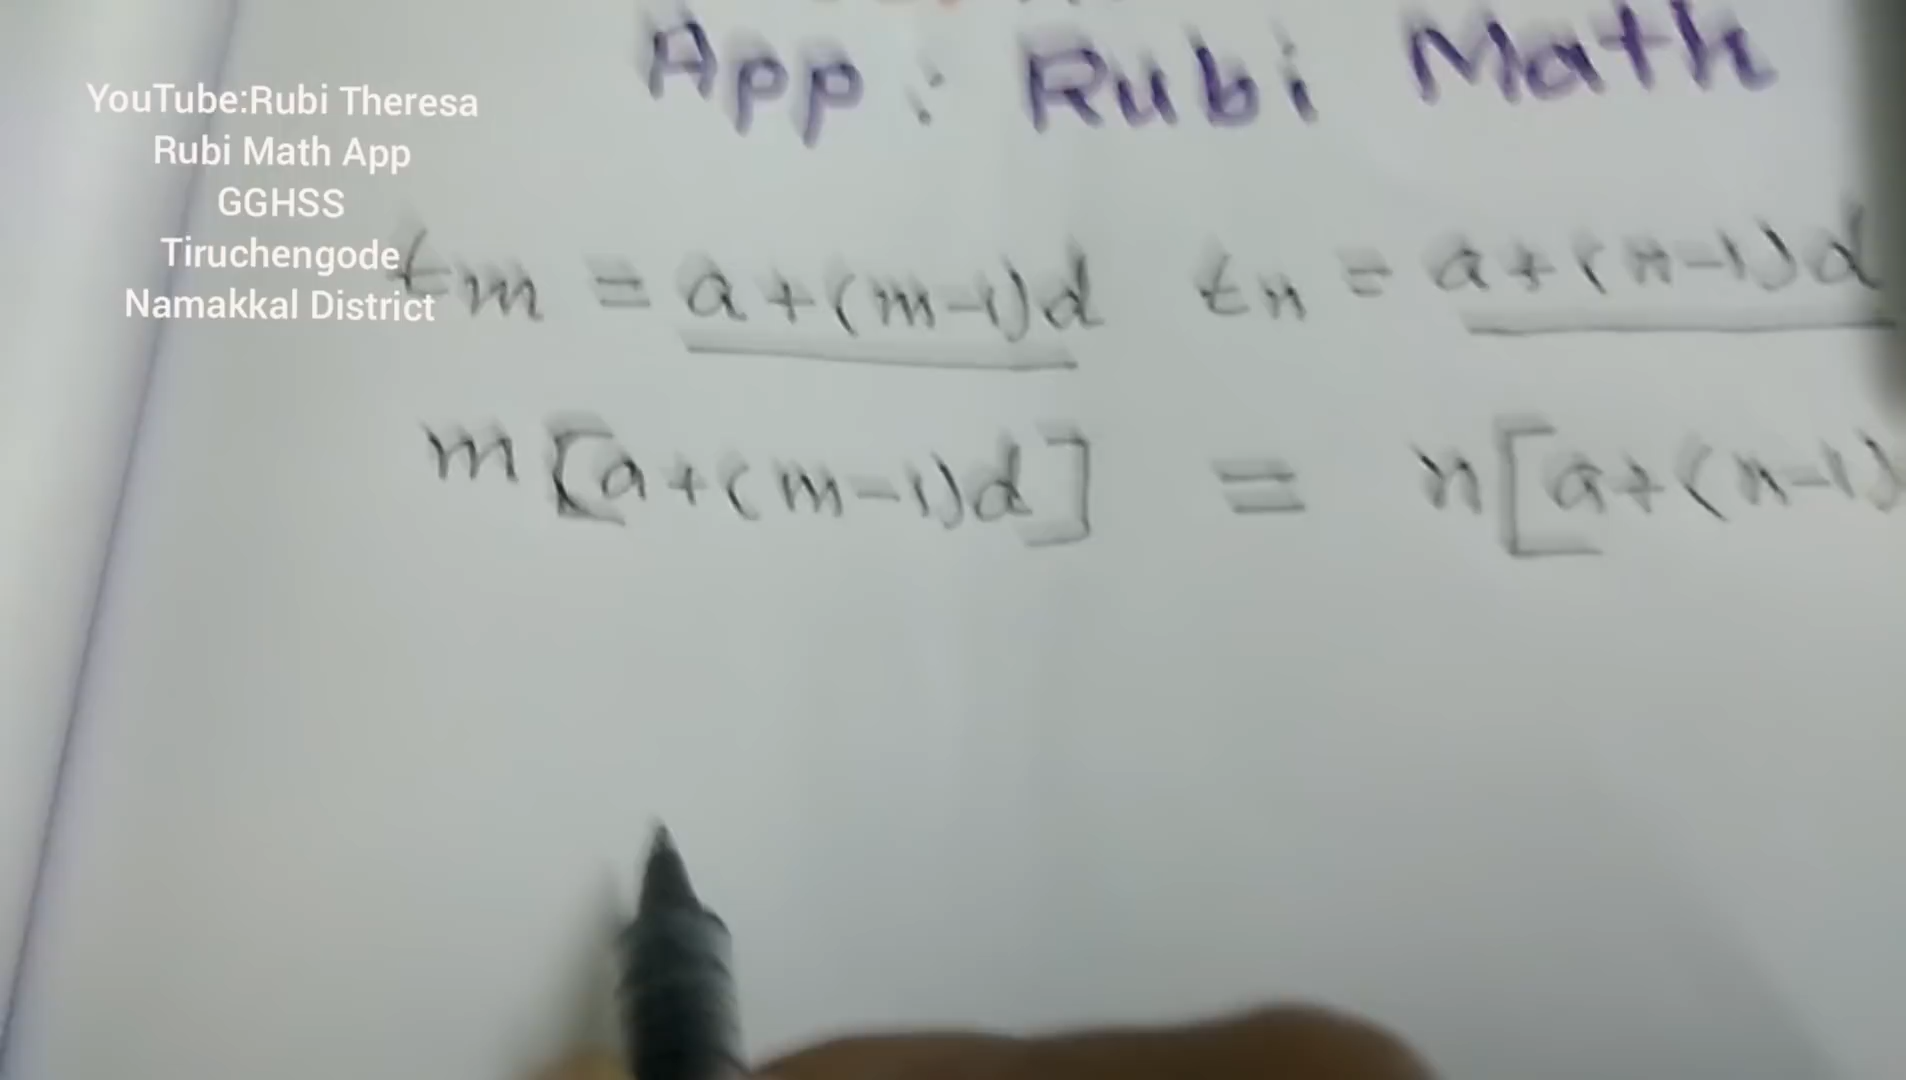 App : Rubi Math
YouTube:Rubi Theresa
Rubi Math App
GGHSS
Tiruchengode
Namakkal District
tm = a+(m-1)d tn = a+(n-1)d
m[a+(m-1)d] = n[a+(n-1)